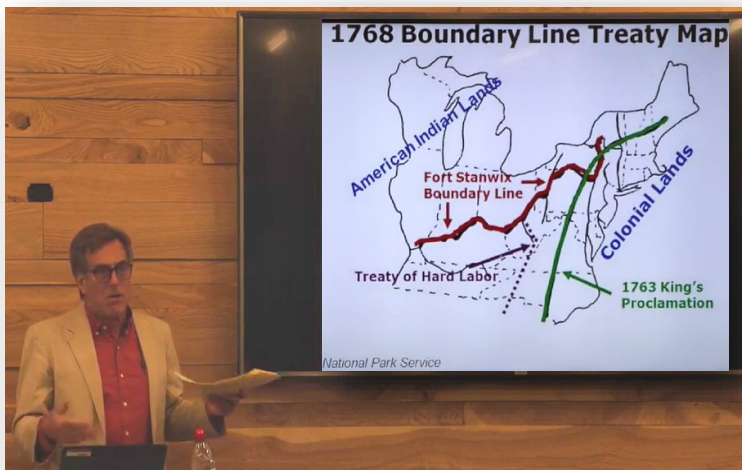 1768 Boundary Line Treaty Map
American Indian Lands
Fort Stanwix
Boundary Line
Colonial Lands
Treaty of Hard Labor
1763 King's
Proclamation
National Park Service